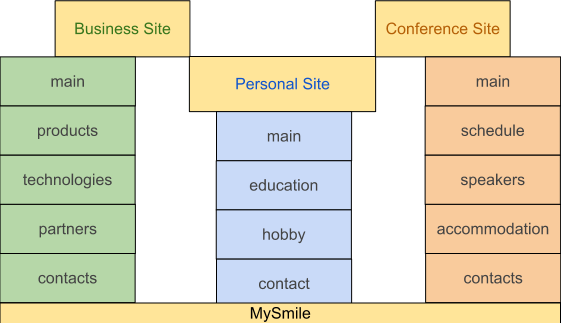 Business Site
main
products
technologies
partners
contacts
Personal Site
main
education
hobby
contact
Conference Site
main
schedule
speakers
accommodation
contacts
MySmile